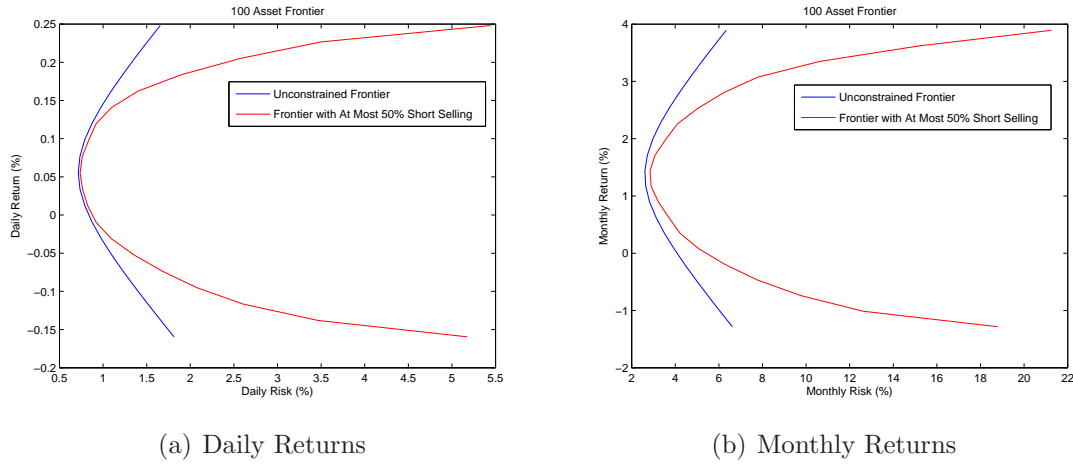 100 Asset Frontier
0.25
0.2
0.15
0.1
0.05
0
−0.05
−0.1
−0.15
−0.2
Daily Return (%)
Unconstrained Frontier
Frontier with At Most 50% Short Selling
0.5 1 1.5 2 2.5 3 3.5 4 4.5 5 5.5
Daily Risk (%)
(a) Daily Returns
100 Asset Frontier
4
3
2
1
0
−1
−2
Monthly Return (%)
Unconstrained Frontier
Frontier with At Most 50% Short Selling
2 4 6 8 10 12 14 16 18 20 22
Monthly Risk (%)
(b) Monthly Returns